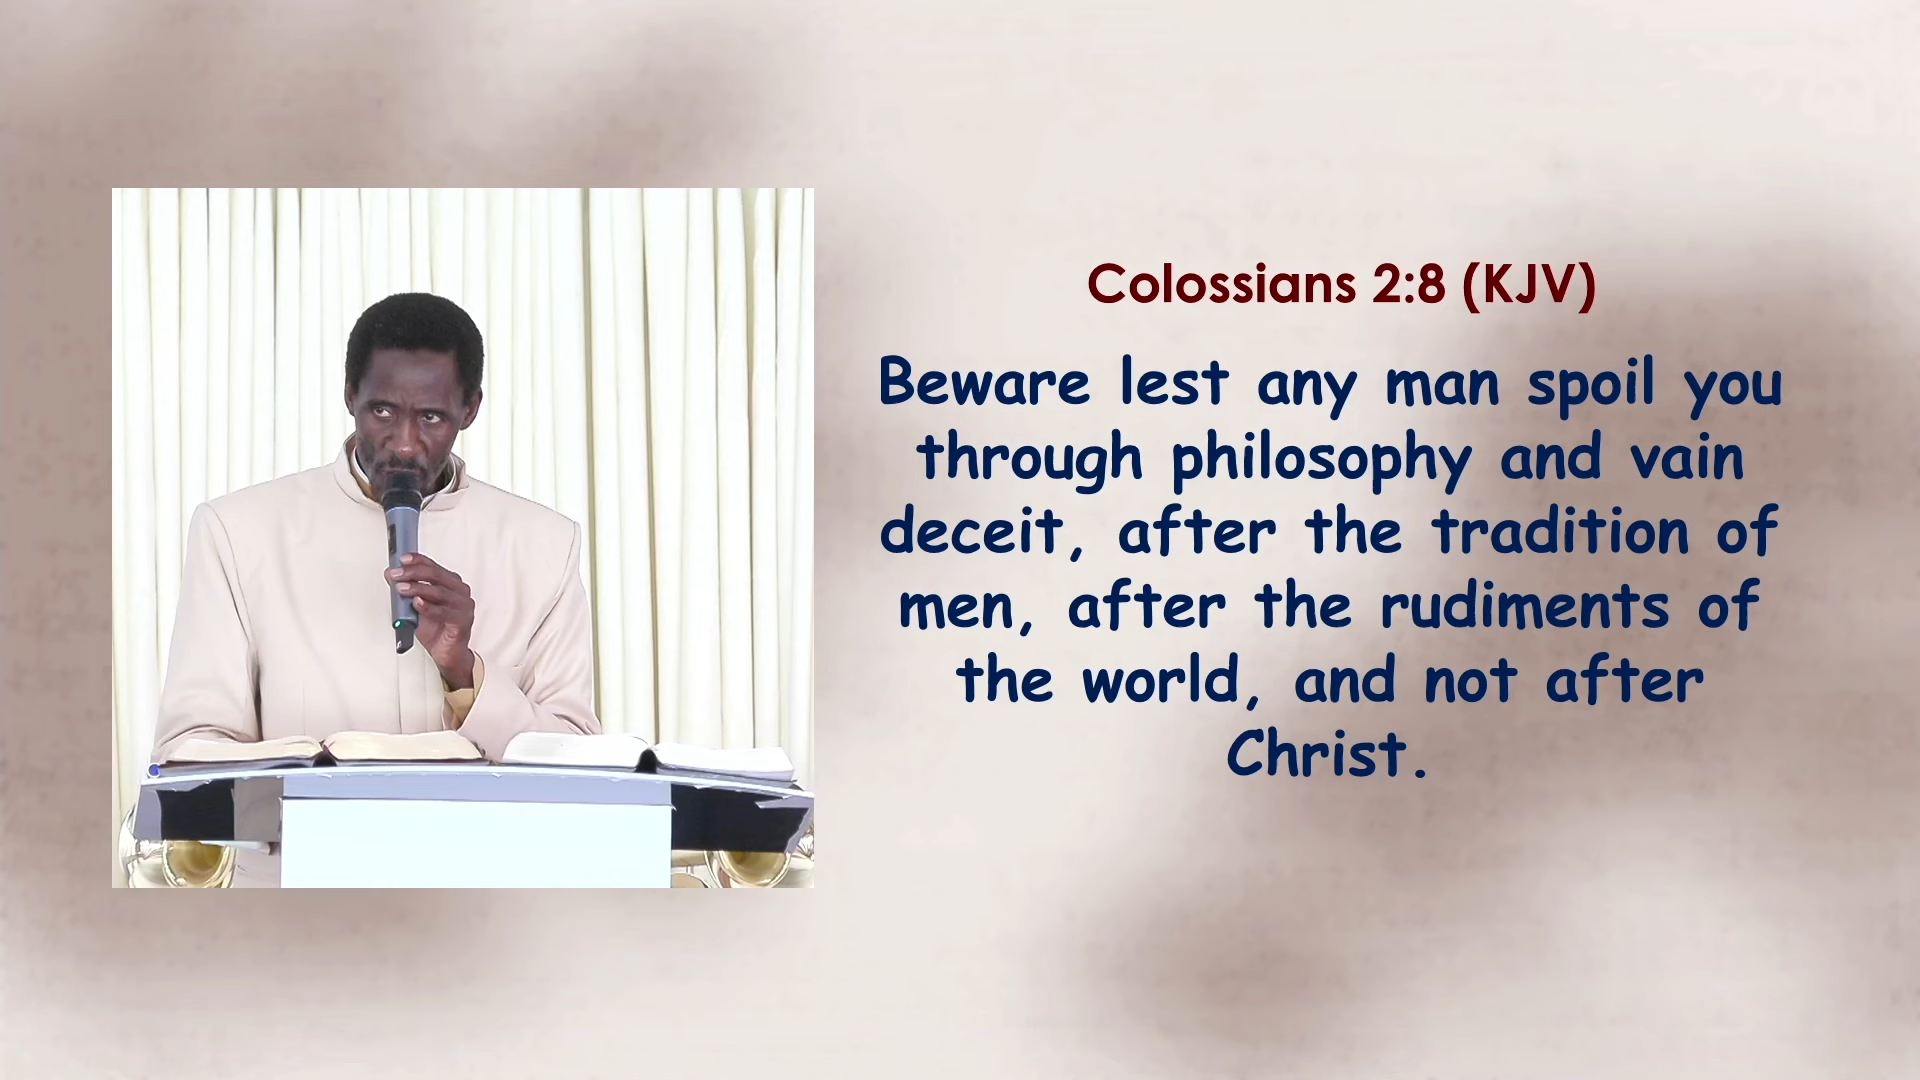 Colossians 2:8 (KJV)
Beware lest any man spoil you
through philosophy and vain
deceit, after the tradition of
men, after the rudiments of
the world, and not after
Christ.